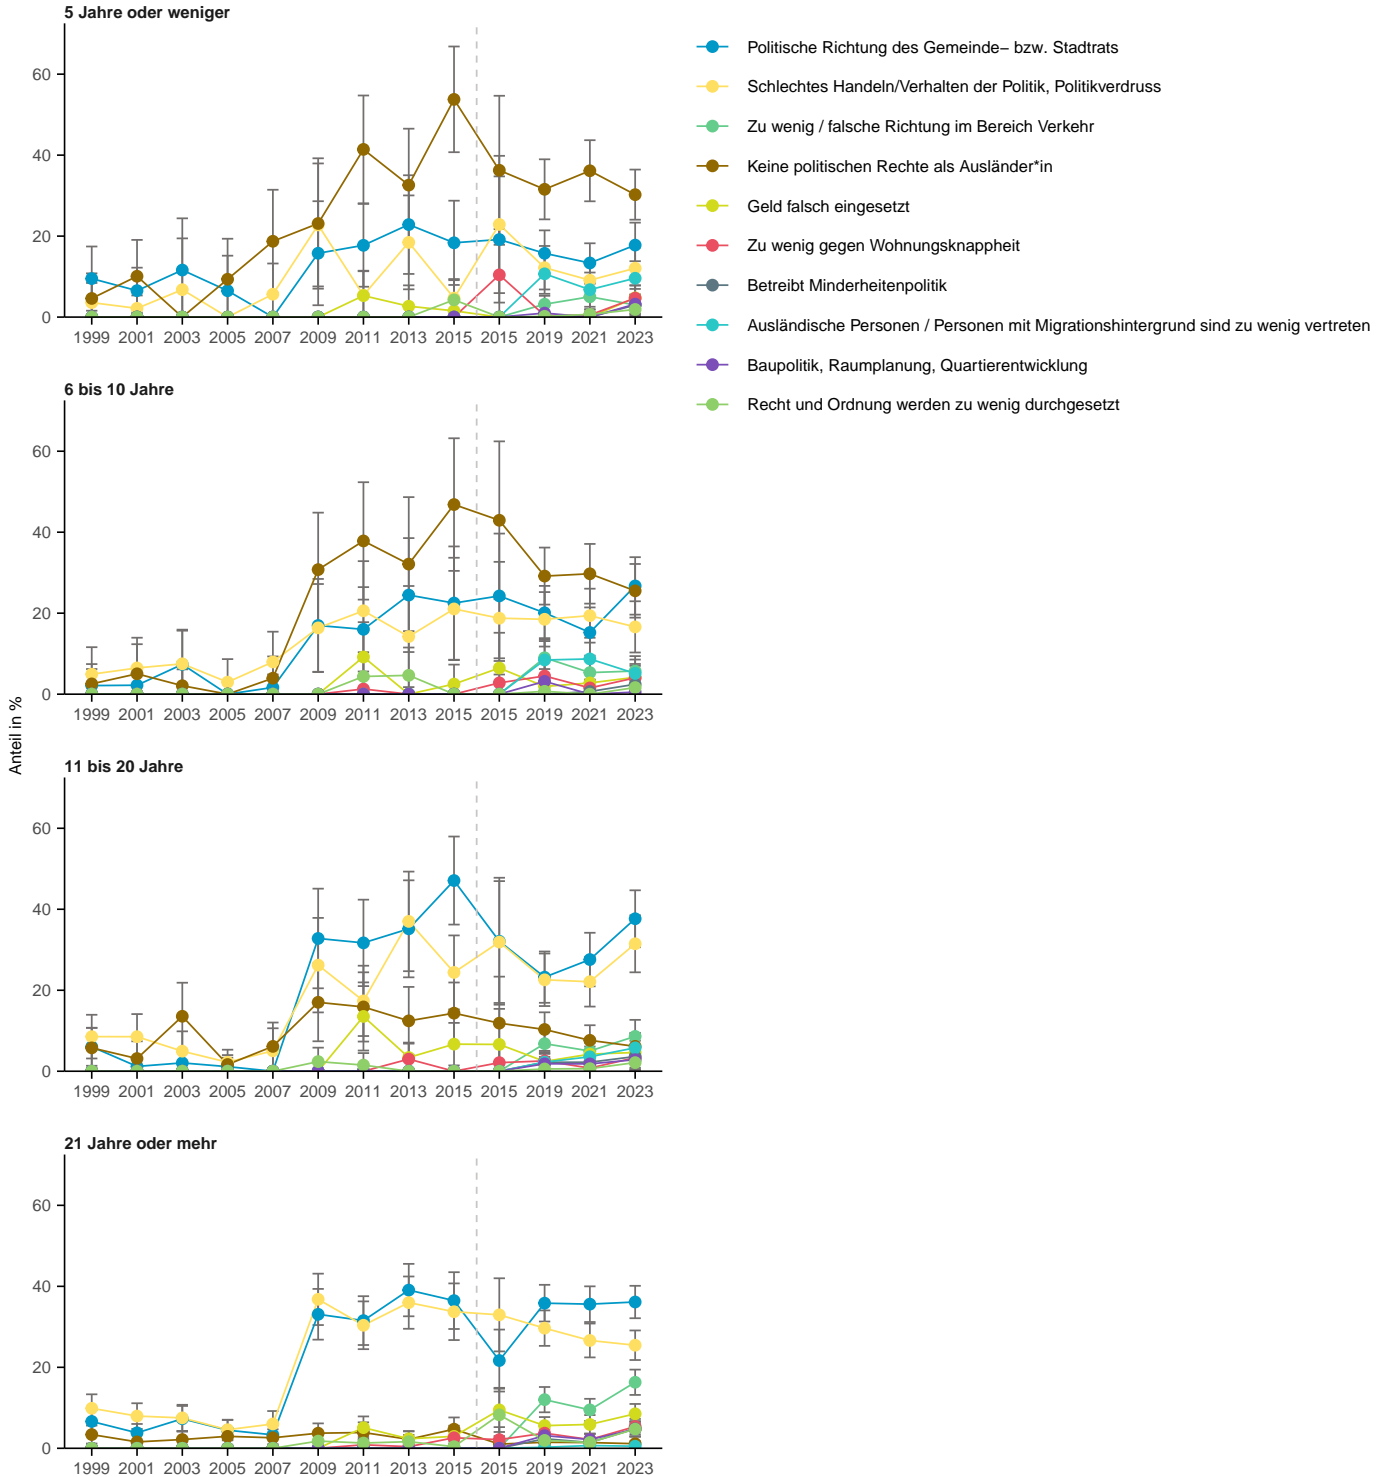 5 Jahre oder weniger
60
40
20
0
1999 2001 2003 2005 2007 2009 2011 2013 2015 2015 2019 2021 2023
Politische Richtung des Gemeinde− bzw. Stadtrats
Schlechtes Handeln/Verhalten der Politik, Politikverdruss
Zu wenig / falsche Richtung im Bereich Verkehr
Keine politischen Rechte als Ausländer*in
Geld falsch eingesetzt
Zu wenig gegen Wohnungsknappheit
Betreibt Minderheitenpolitik
Ausländische Personen / Personen mit Migrationshintergrund sind zu wenig vertreten
Baupolitik, Raumplanung, Quartierentwicklung
Recht und Ordnung werden zu wenig durchgesetzt
6 bis 10 Jahre
60
40
20
0
1999 2001 2003 2005 2007 2009 2011 2013 2015 2015 2019 2021 2023
Anteil in %
11 bis 20 Jahre
60
40
20
0
1999 2001 2003 2005 2007 2009 2011 2013 2015 2015 2019 2021 2023
21 Jahre oder mehr
60
40
20
0
1999 2001 2003 2005 2007 2009 2011 2013 2015 2015 2019 2021 2023